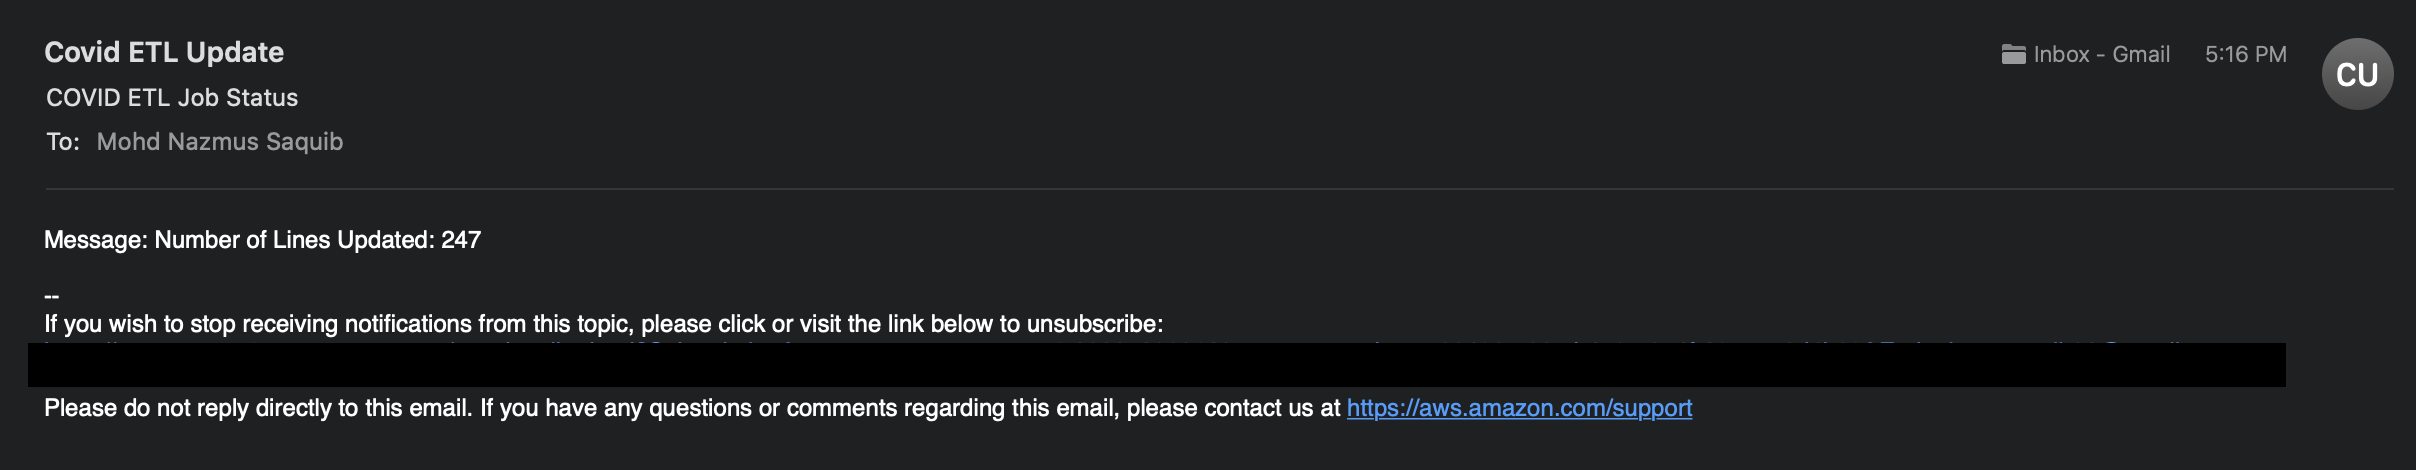 Covid ETL Update
Inbox - Gmail 5:16 PM
CU
COVID ETL Job Status
To: Mohd Nazmus Saquib
Message: Number of Lines Updated: 247
--
If you wish to stop receiving notifications from this topic, please click or visit the link below to unsubscribe:
Please do not reply directly to this email. If you have any questions or comments regarding this email, please contact us at https://aws.amazon.com/support